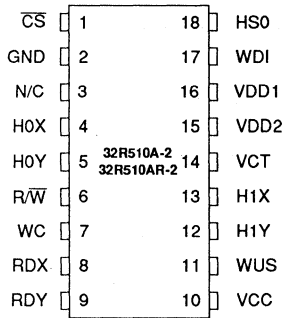 C̅S̅ 1 18 HS0
GND 2 17 WDI
N/C 3 16 VDD1
H0X 4 15 VDD2
32R510A-2
H0Y 5 14 VCT
32R510AR-2
R/W̅ 6 13 H1X
WC 7 12 H1Y
RDX 8 11 WUS
RDY 9 10 VCC